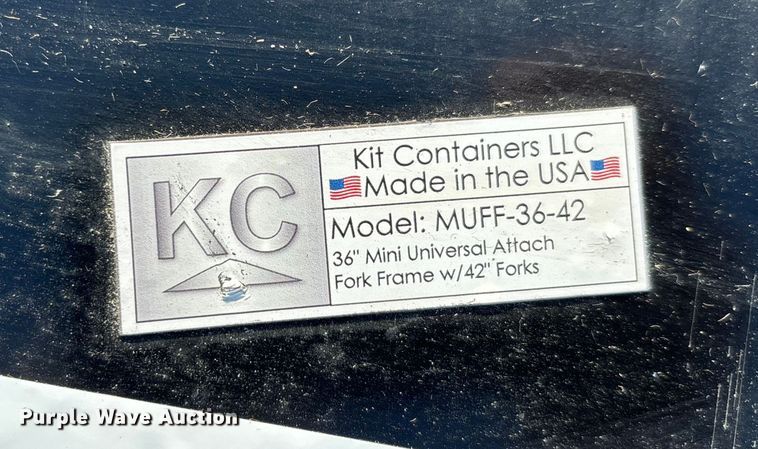 KC
Kit Containers LLC
Made in the USA
Model: MUFF-36-42
36" Mini Universal Attach
Fork Frame w/42" Forks
Purple Wave Auction